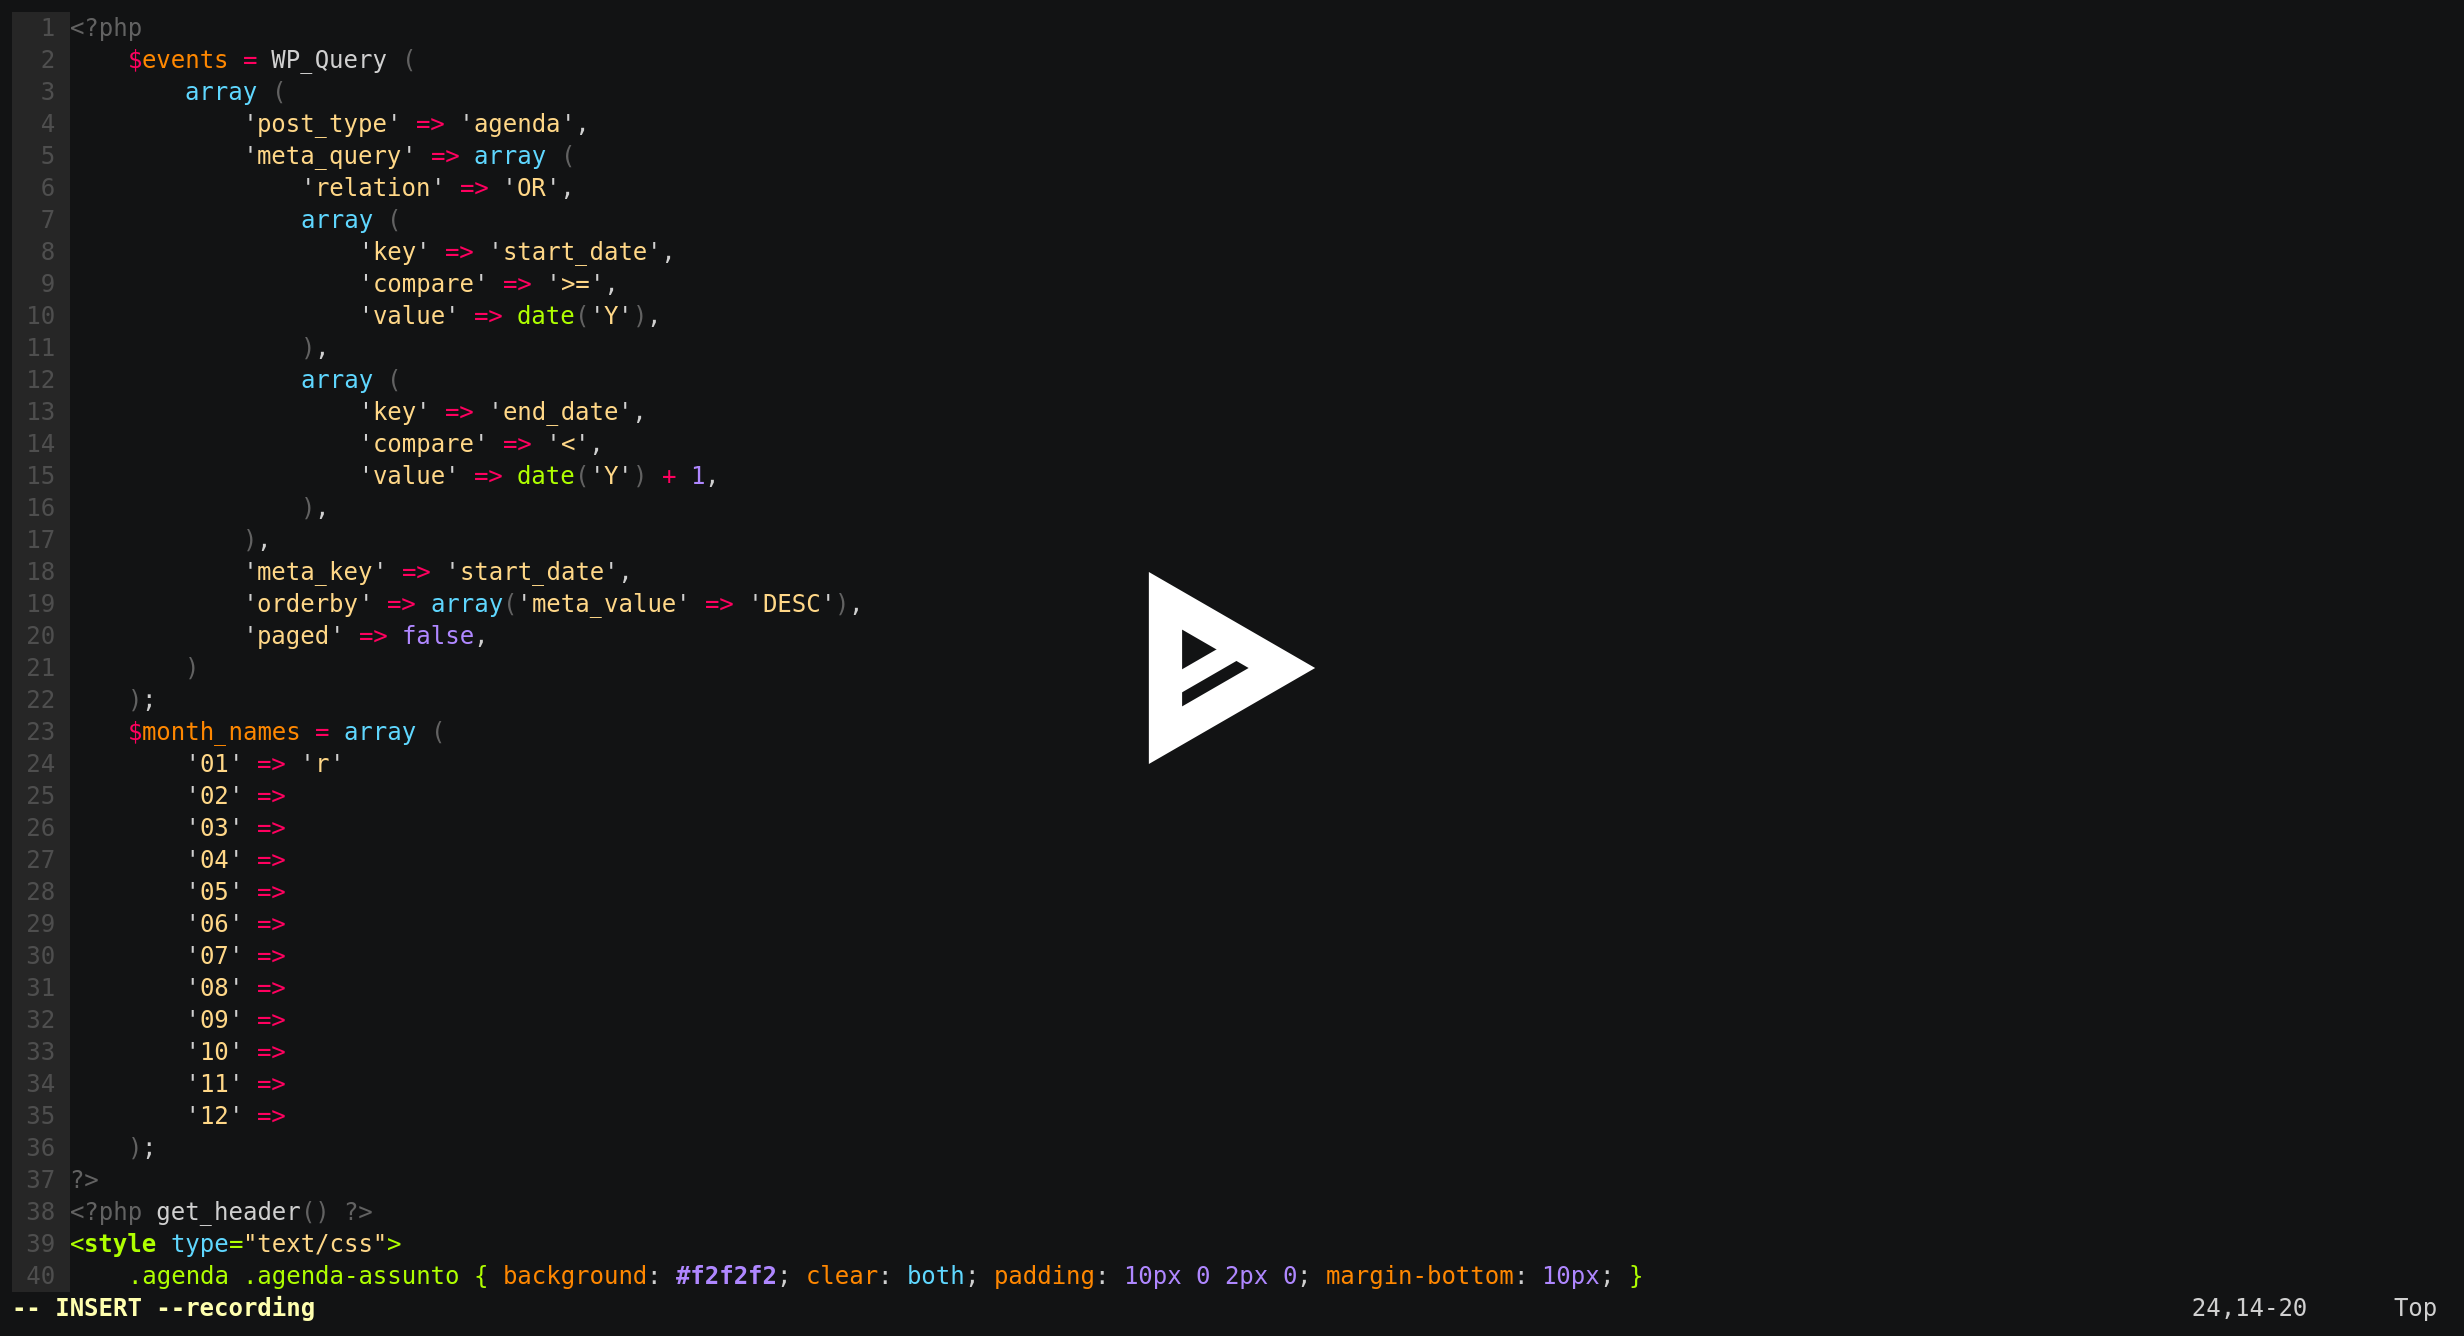 1 <?php
2     $events = WP_Query (
3         array (
4             'post_type' => 'agenda',
5             'meta_query' => array (
6                 'relation' => 'OR',
7                 array (
8                     'key' => 'start_date',
9                     'compare' => '>=',
10                     'value' => date('Y'),
11                 ),
12                 array (
13                     'key' => 'end_date',
14                     'compare' => '<',
15                     'value' => date('Y') + 1,
16                 ),
17             ),
18             'meta_key' => 'start_date',
19             'orderby' => array('meta_value' => 'DESC'),
20             'paged' => false,
21         )
22     );
23     $month_names = array (
24         '01' => 'r'
25         '02' =>
26         '03' =>
27         '04' =>
28         '05' =>
29         '06' =>
30         '07' =>
31         '08' =>
32         '09' =>
33         '10' =>
34         '11' =>
35         '12' =>
36     );
37 ?>
38 <?php get_header() ?>
39 <style type="text/css">
40     .agenda .agenda-assunto { background: #f2f2f2; clear: both; padding: 10px 0 2px 0; margin-bottom: 10px; }
-- INSERT --recording 24,14-20 Top